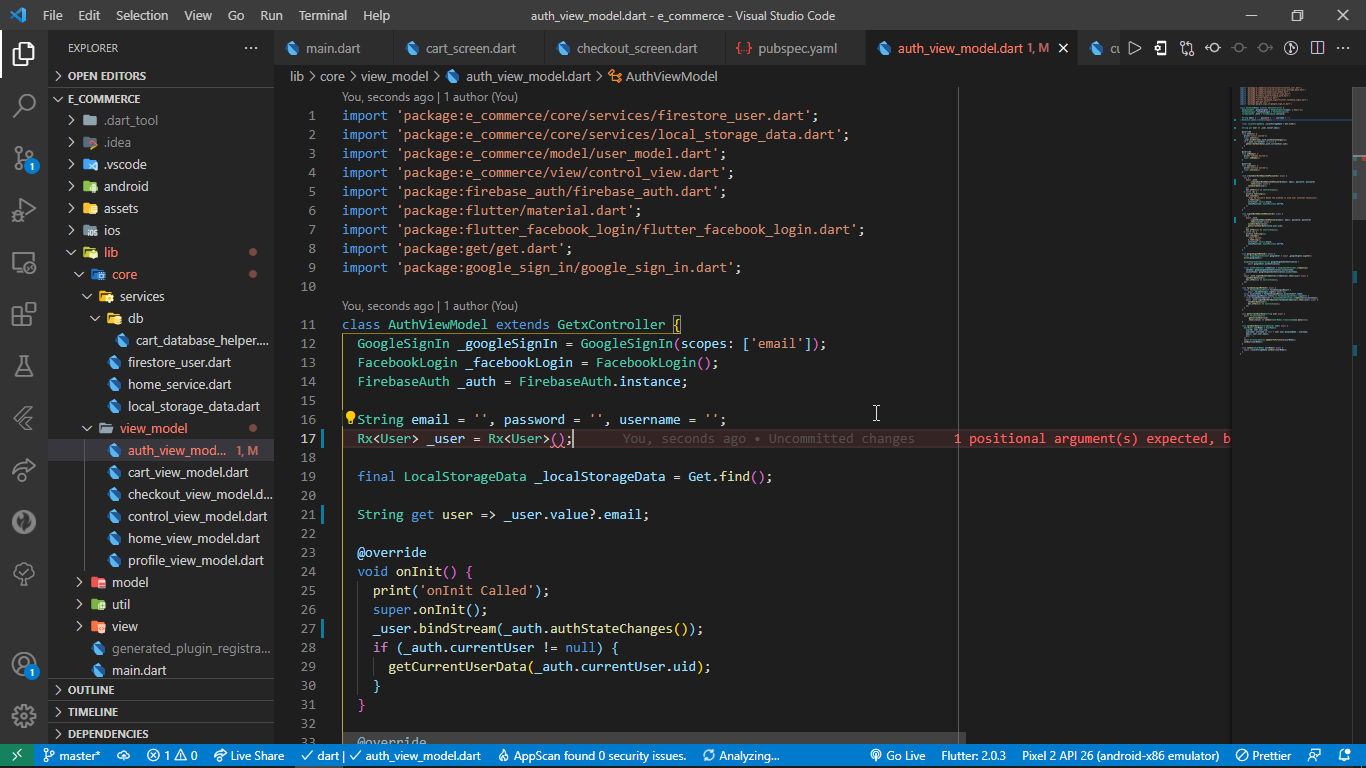 File Edit Selection View Go Run Terminal Help
auth_view_model.dart - e_commerce - Visual Studio Code
EXPLORER
main.dart
cart_screen.dart
checkout_screen.dart
pubspec.yaml
auth_view_model.dart 1, M
OPEN EDITORS
E_COMMERCE
.dart_tool
.idea
.vscode
android
assets
ios
lib
core
services
db
cart_database_helper....
firestore_user.dart
home_service.dart
local_storage_data.dart
view_model
auth_view_mod... 1, M
cart_view_model.dart
checkout_view_model.d...
control_view_model.dart
home_view_model.dart
profile_view_model.dart
model
util
view
generated_plugin_registra...
main.dart
OUTLINE
TIMELINE
DEPENDENCIES
lib > core > view_model > auth_view_model.dart > AuthViewModel
You, seconds ago | 1 author (You)
1 import 'package:e_commerce/core/services/firestore_user.dart';
2 import 'package:e_commerce/core/services/local_storage_data.dart';
3 import 'package:e_commerce/model/user_model.dart';
4 import 'package:e_commerce/view/control_view.dart';
5 import 'package:firebase_auth/firebase_auth.dart';
6 import 'package:flutter/material.dart';
7 import 'package:flutter_facebook_login/flutter_facebook_login.dart';
8 import 'package:get/get.dart';
9 import 'package:google_sign_in/google_sign_in.dart';
10
You, seconds ago | 1 author (You)
11 class AuthViewModel extends GetxController {
12 GoogleSignIn _googleSignIn = GoogleSignIn(scopes: ['email']);
13 FacebookLogin _facebookLogin = FacebookLogin();
14 FirebaseAuth _auth = FirebaseAuth.instance;
15
16 String email = '', password = '', username = '';
17 Rx<User> _user = Rx<User>(); You, seconds ago • Uncommitted changes 1 positional argument(s) expected, b
18
19 final LocalStorageData _localStorageData = Get.find();
20
21 String get user => _user.value?.email;
22
23 @override
24 void onInit() {
25 print('onInit Called');
26 super.onInit();
27 _user.bindStream(_auth.authStateChanges());
28 if (_auth.currentUser != null) {
29 getCurrentUserData(_auth.currentUser.uid);
30 }
31 }
32
33 @override
master* 1 0 Live Share dart | auth_view_model.dart AppScan found 0 security issues. Analyzing... Go Live Flutter: 2.0.3 Pixel 2 API 26 (android-x86 emulator) Prettier